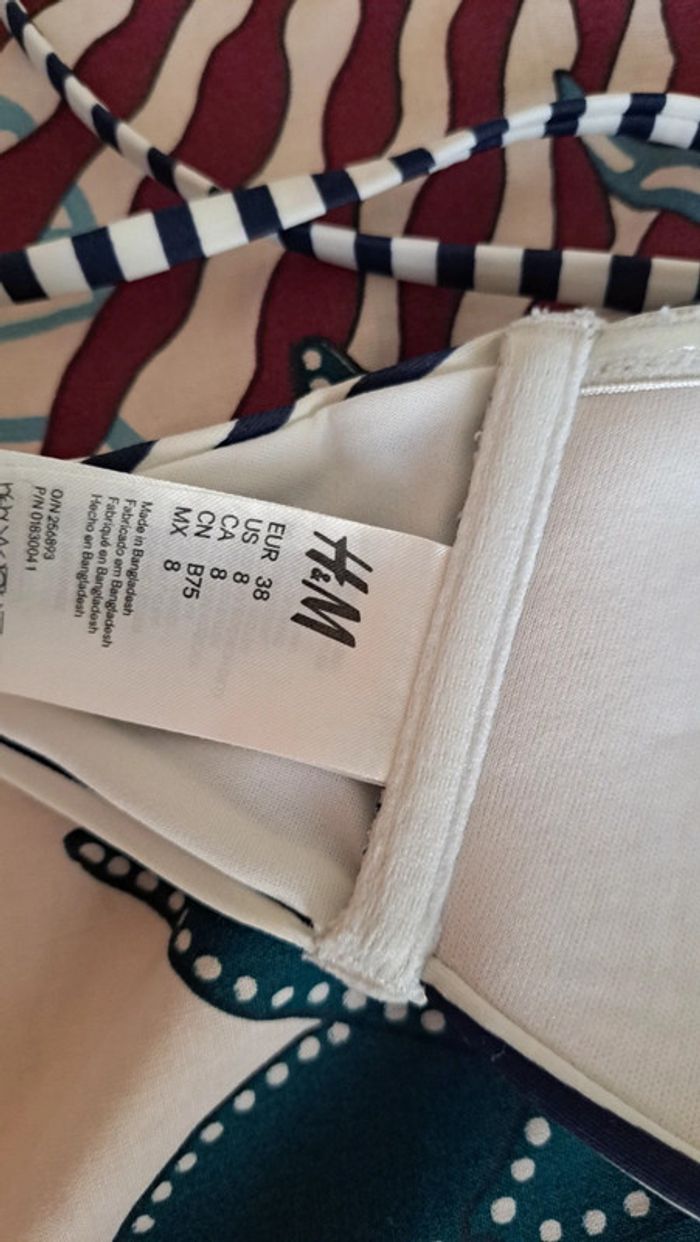 H&M
EUR 38
US 8
CA 8
CN B75
MX 8
Made in Bangladesh
Fabricado em Bangladesh
Fabriqué en Bangladesh
Hecho en Bangladesh
O/N 256893
P/N 01830041